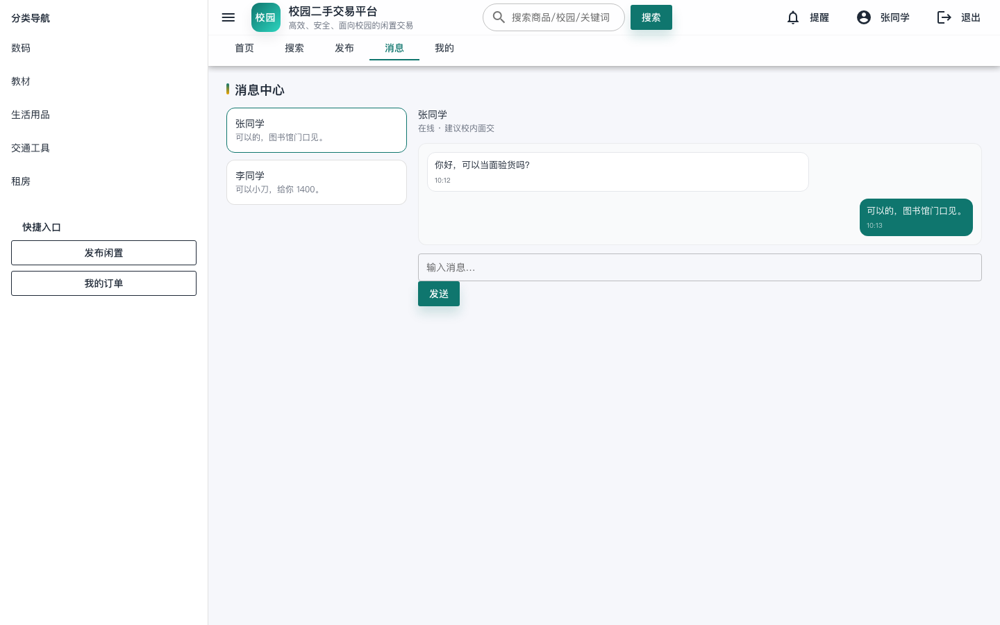 分类导航
数码
教材
生活用品
交通工具
租房
快捷入口
发布闲置
我的订单
校园
校园二手交易平台
高效、安全、面向校园的闲置交易
搜索商品/校园/关键词
搜索
提醒
张同学
退出
首页
搜索
发布
消息
我的
消息中心
张同学
可以的，图书馆门口见。
李同学
可以小刀，给你 1400。
张同学
在线 · 建议校内面交
你好，可以当面验货吗？
10:12
可以的，图书馆门口见。
10:13
输入消息...
发送